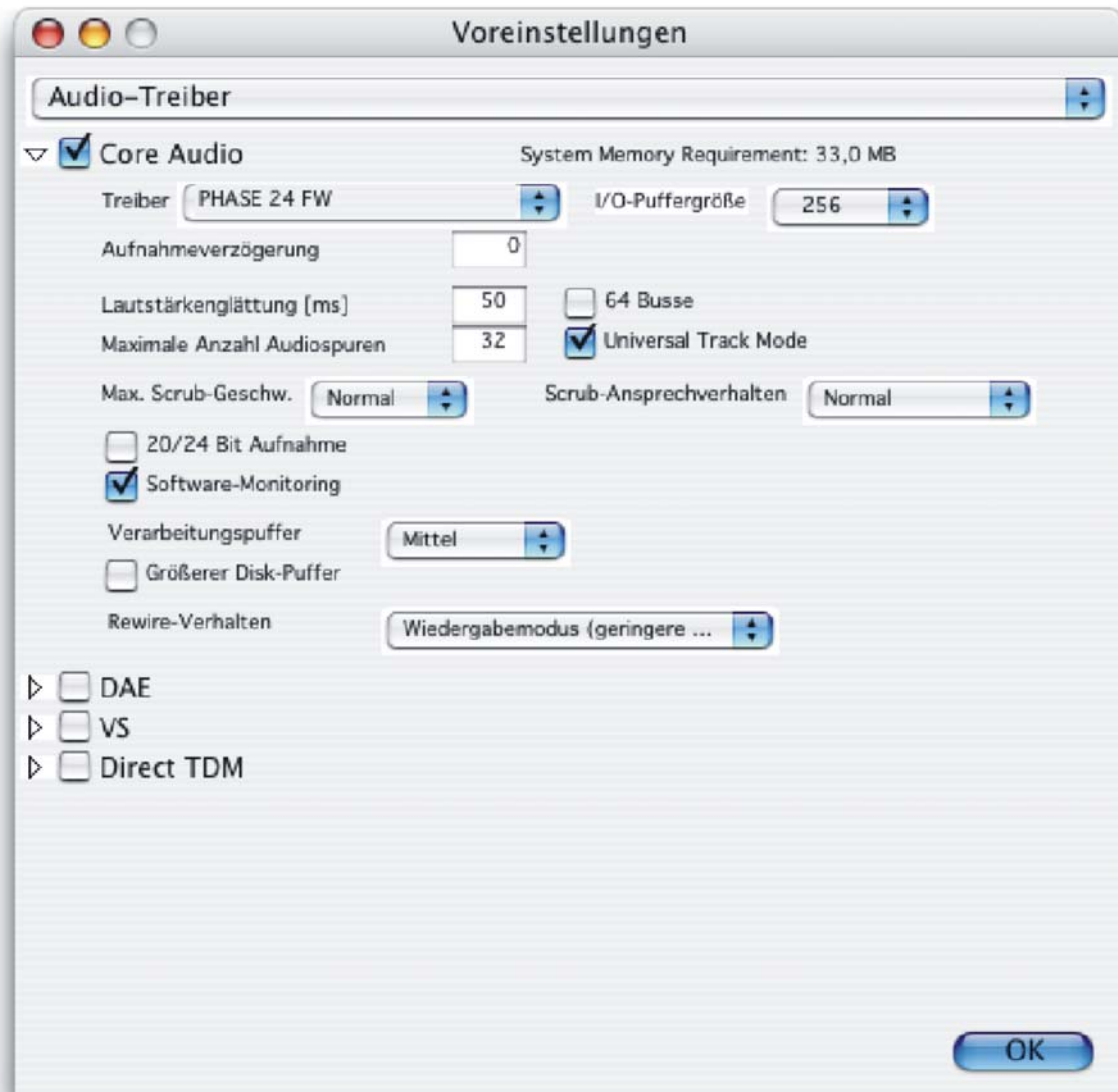 Voreinstellungen
Audio-Treiber
Core Audio System Memory Requirement: 33,0 MB
Treiber PHASE 24 FW I/O-Puffergröße 256
Aufnahmeverzögerung 0
Lautstärkenglättung [ms] 50 64 Busse
Maximale Anzahl Audiospuren 32 Universal Track Mode
Max. Scrub-Geschw. Normal Scrub-Ansprechverhalten Normal
20/24 Bit Aufnahme
Software-Monitoring
Verarbeitungspuffer Mittel
Größerer Disk-Puffer
Rewire-Verhalten Wiedergabemodus (geringere ...
DAE
VS
Direct TDM
OK